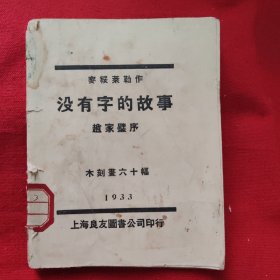 麥綏萊勒作
没有字的故事
趙家璧序
木刻畫六十幅
1933
上海良友圖書公司印行